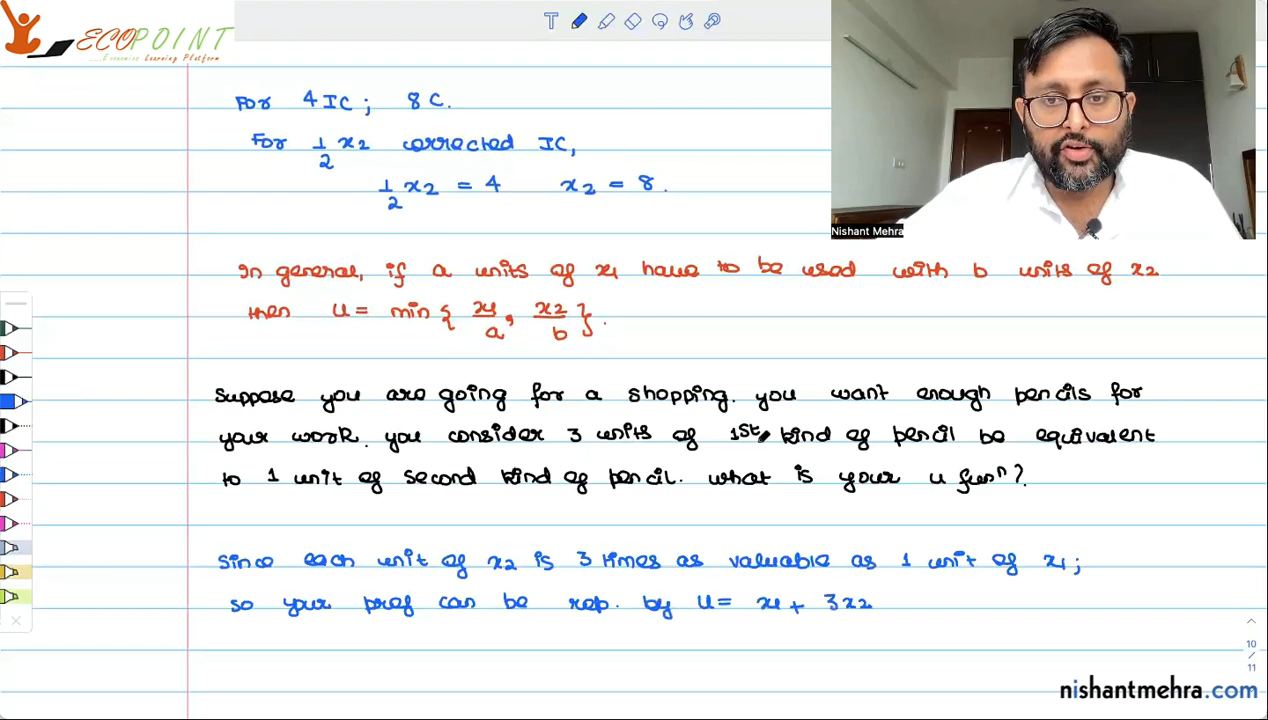 ECOPOINT
Economics Learning Platform
T
For 4 IC; 8 C.
For 1/2 x2 corrected IC,
1/2 x2 = 4 x2 = 8.
Nishant Mehra
In general, if a units of x1 have to be used with b units of x2
then u = min { x1/a, x2/b }.
Suppose you are going for a shopping. you want enough pencils for
your work. you consider 3 units of 1st kind of pencil be equivalent
to 1 unit of second kind of pencil. what is your u funⁿ?
Since each unit of x2 is 3 times as valuable as 1 unit of x1;
so your pref can be rep. by u = x1 + 3x2
10
/
11
nishantmehra.com